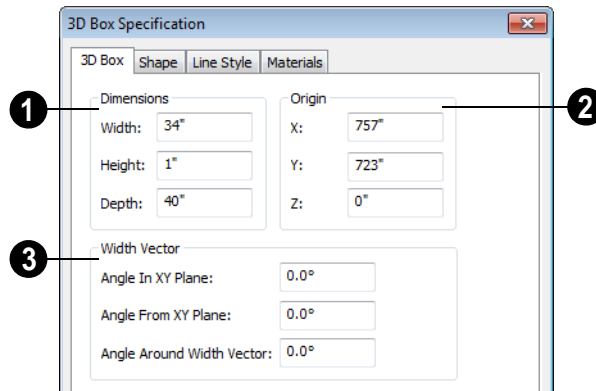 3D Box Specification
3D Box Shape Line Style Materials
1
Dimensions
Width: 34"
Height: 1"
Depth: 40"
2
Origin
X: 757"
Y: 723"
Z: 0"
3
Width Vector
Angle In XY Plane: 0.0°
Angle From XY Plane: 0.0°
Angle Around Width Vector: 0.0°